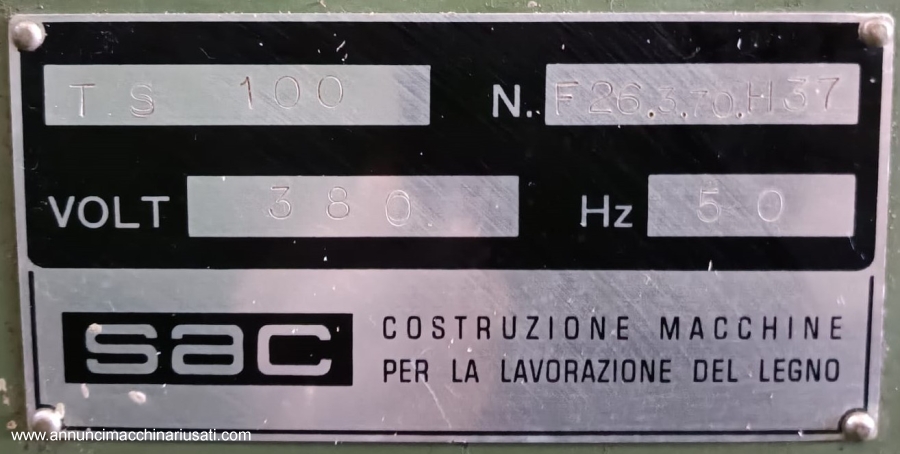 TS 100 N. F26.3.70.H37
VOLT 380 Hz 50
sac COSTRUZIONE MACCHINE
PER LA LAVORAZIONE DEL LEGNO
www.annuncimacchinariusati.com